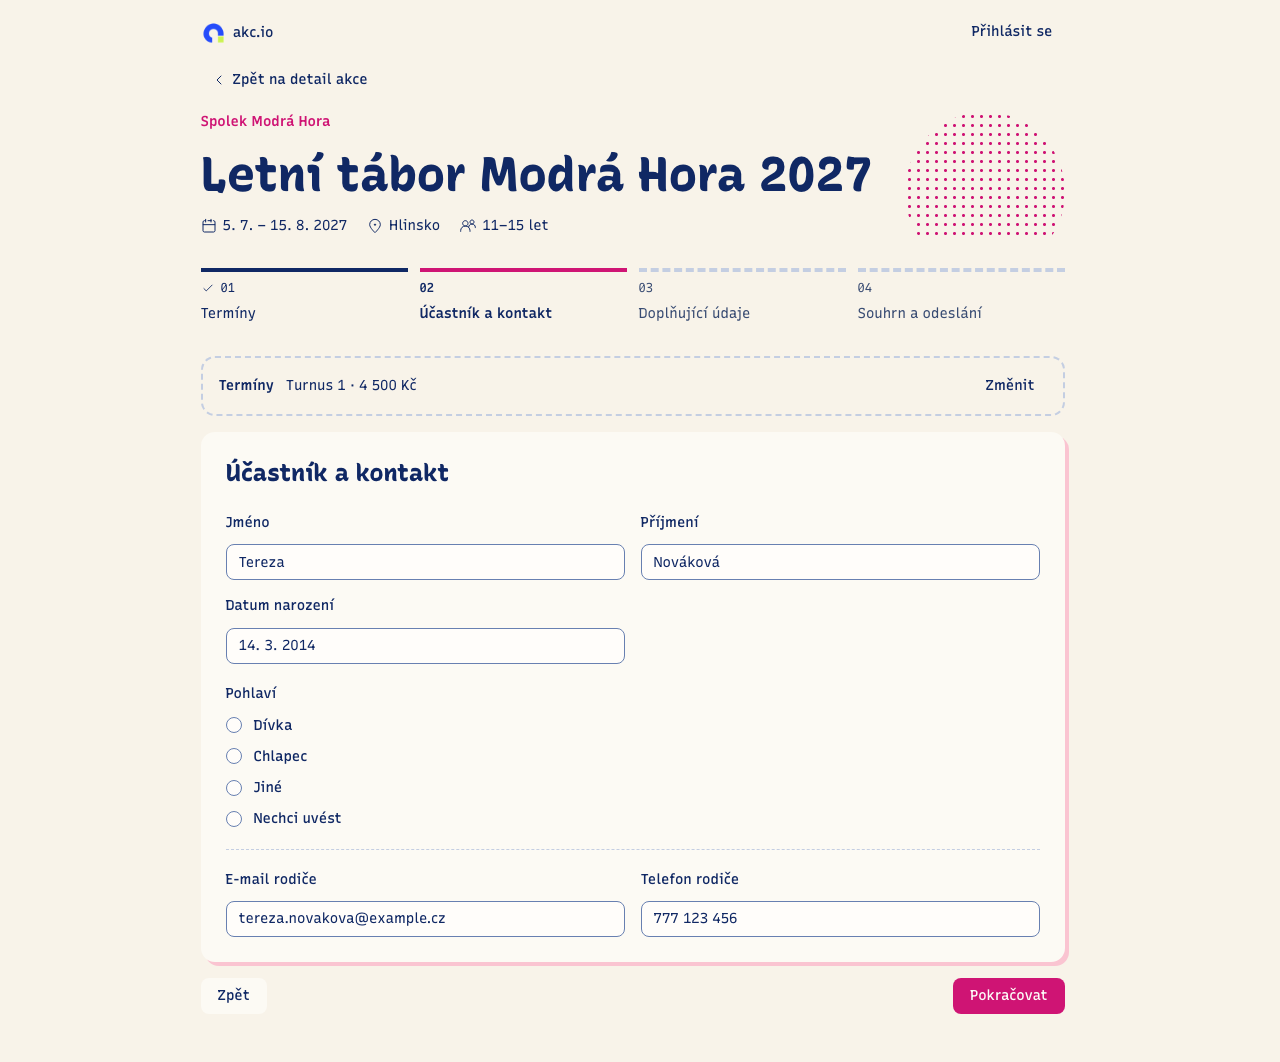 akc.io
Přihlásit se
Zpět na detail akce
Spolek Modrá Hora
Letní tábor Modrá Hora 2027
5. 7. – 15. 8. 2027 Hlinsko 11–15 let
01 02 03 04
Termíny Účastník a kontakt Doplňující údaje Souhrn a odeslání
Termíny Turnus 1 · 4 500 Kč Změnit
Účastník a kontakt
Jméno Příjmení
Tereza Nováková
Datum narození
14. 3. 2014
Pohlaví
Dívka
Chlapec
Jiné
Nechci uvést
E-mail rodiče Telefon rodiče
tereza.novakova@example.cz 777 123 456
Zpět Pokračovat